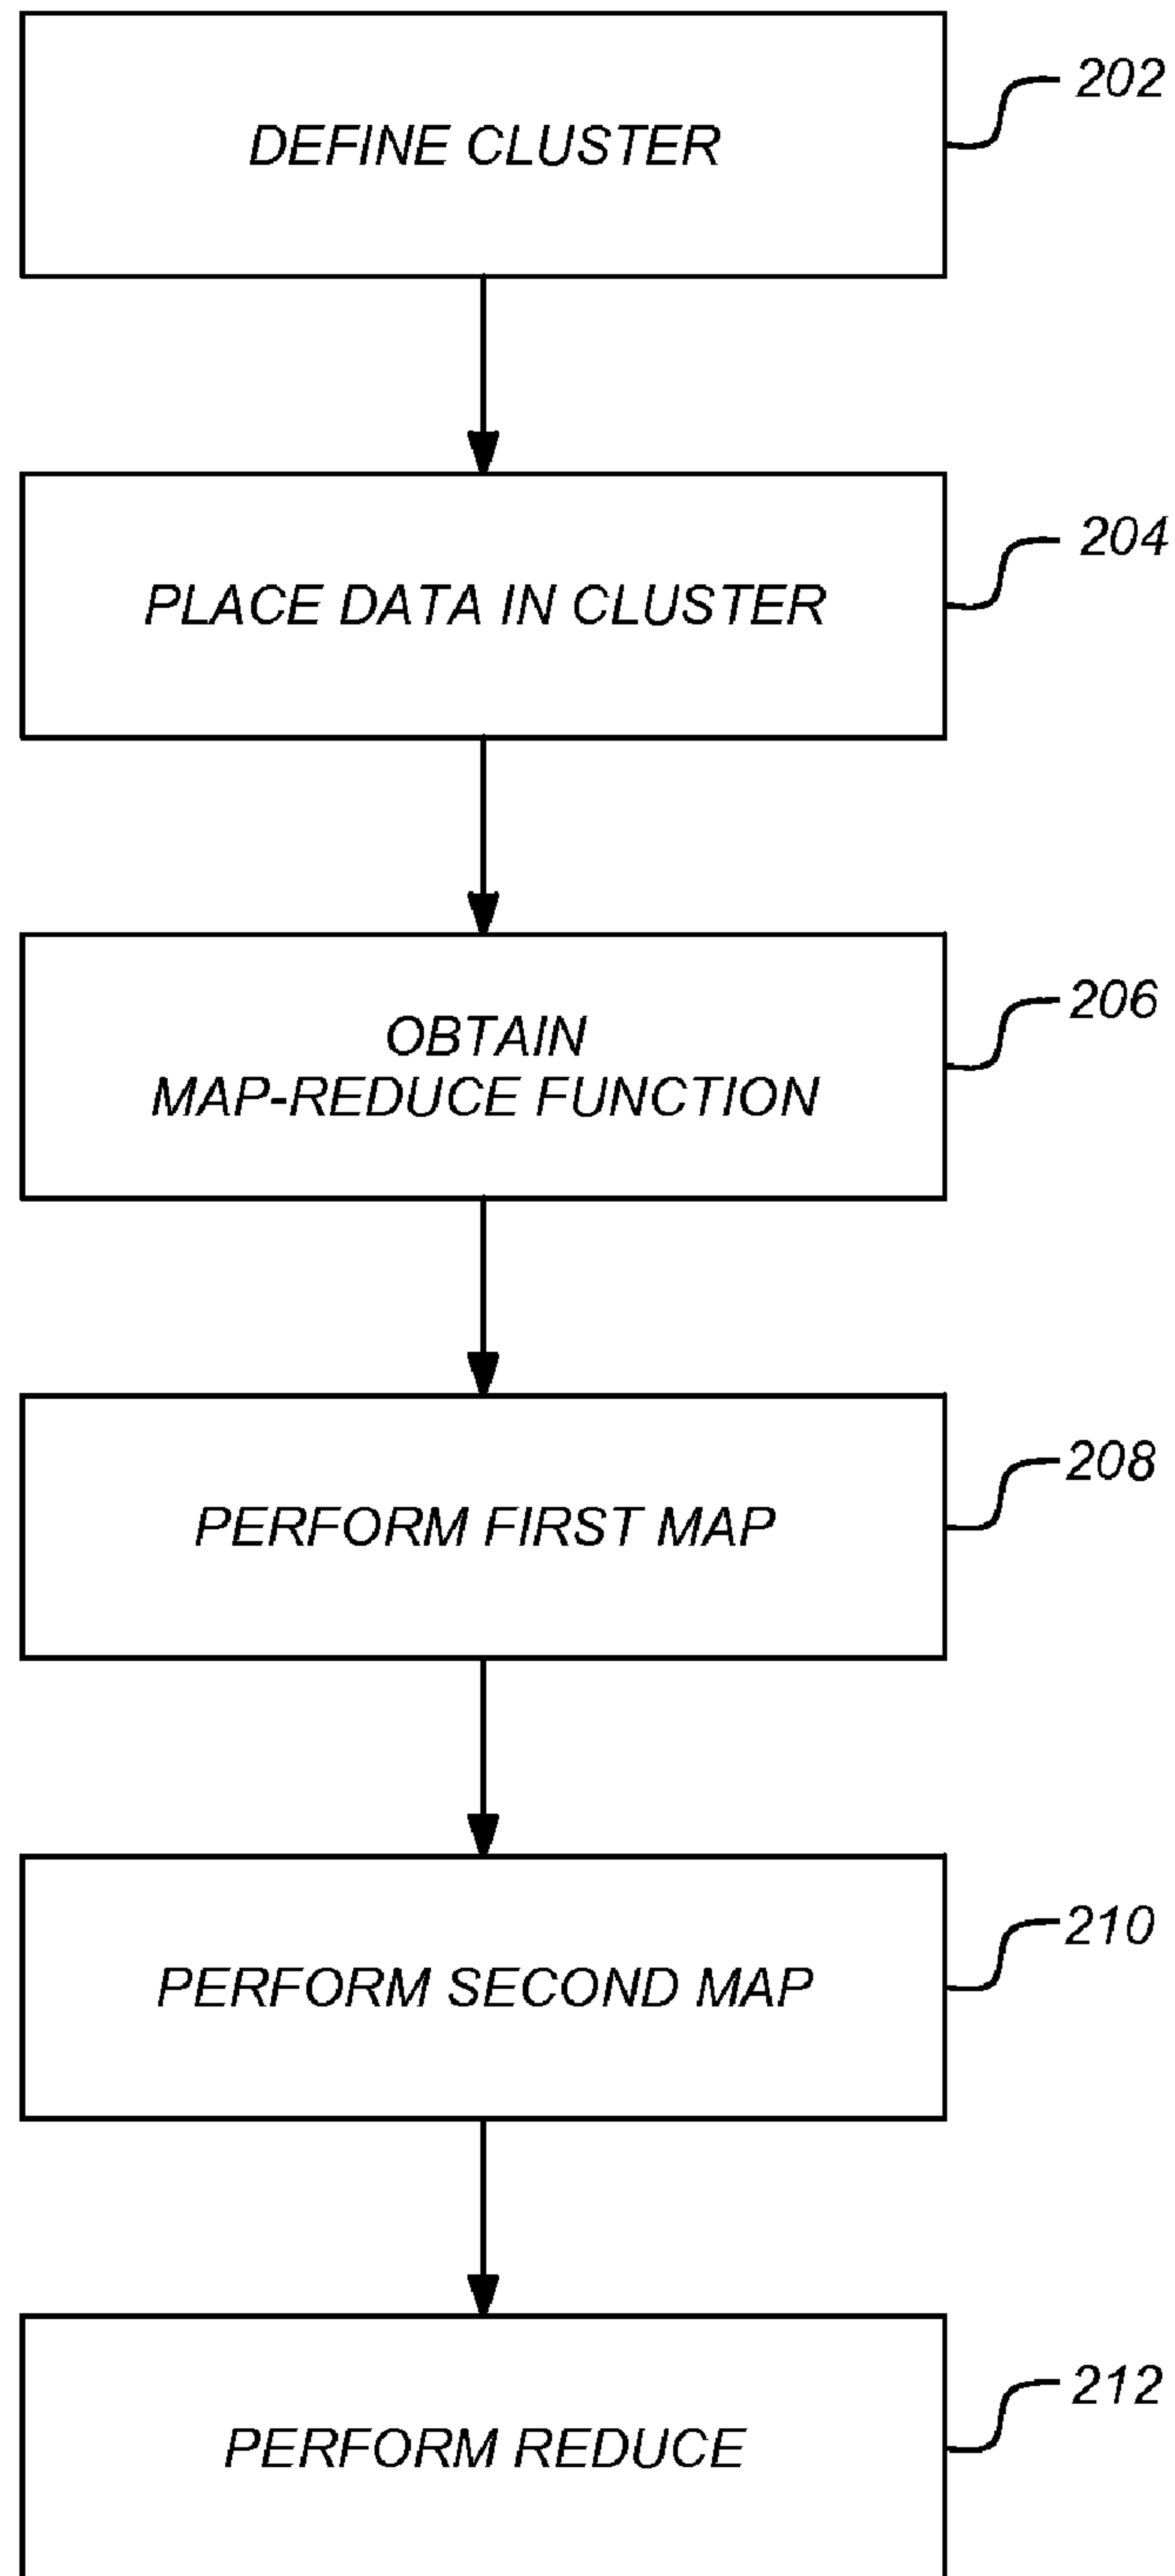 DEFINE CLUSTER
202
PLACE DATA IN CLUSTER
204
OBTAIN
MAP-REDUCE FUNCTION
206
PERFORM FIRST MAP
208
PERFORM SECOND MAP
210
PERFORM REDUCE
212